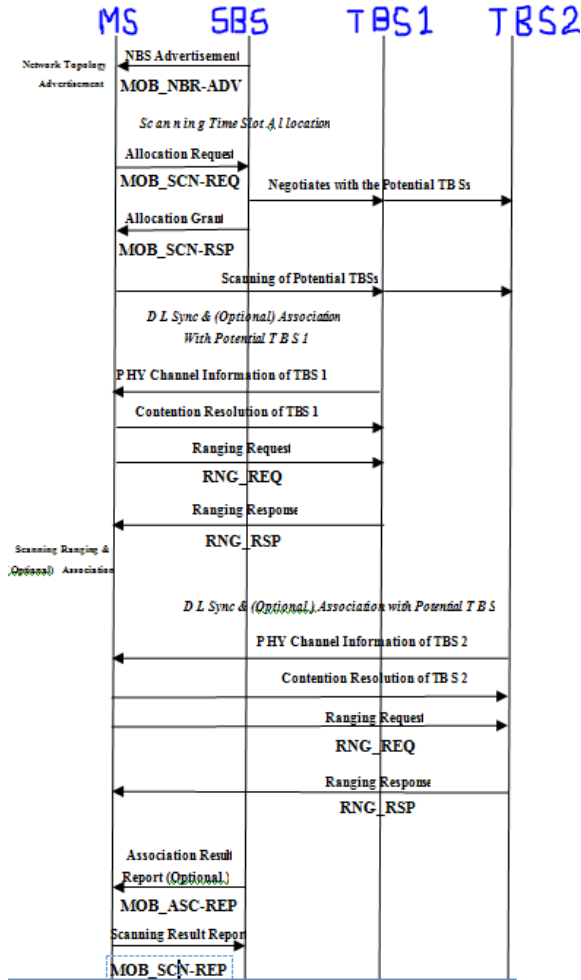 MS SBS TBS1 TBS2
NBS Advertisement
Network Topology
Advertisement
MOB_NBR-ADV
Scanning Time Slot Allocation
Allocation Request
MOB_SCN-REQ
Negotiates with the Potential TBSs
Allocation Grant
MOB_SCN-RSP
Scanning of Potential TBSs
DL Sync & (Optional) Association
With Potential TBS 1
PHY Channel Information of TBS 1
Contention Resolution of TBS 1
Ranging Request
RNG_REQ
Ranging Response
RNG_RSP
Scanning Ranging &
(Optional) Association
DL Sync & (Optional) Association with Potential TBS
PHY Channel Information of TBS 2
Contention Resolution of TBS 2
Ranging Request
RNG_REQ
Ranging Response
RNG_RSP
Association Result
Report (Optional)
MOB_ASC-REP
Scanning Result Report
MOB_SCN-REP